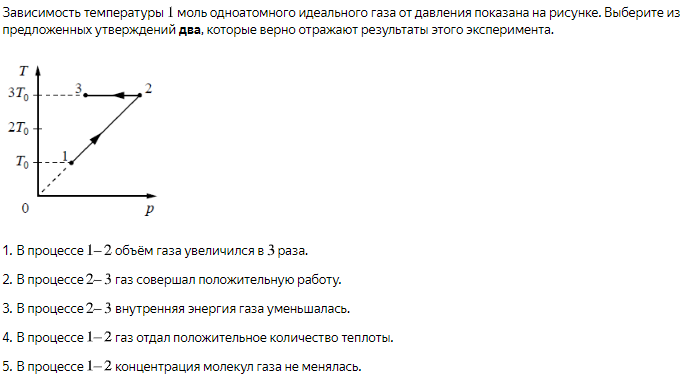 Зависимость температуры 1 моль одноатомного идеального газа от давления показана на рисунке. Выберите из
предложенных утверждений два, которые верно отражают результаты этого эксперимента.
T
3T₀
3
2
2T₀
T₀
1
0
p
1. В процессе 1–2 объём газа увеличился в 3 раза.
2. В процессе 2–3 газ совершал положительную работу.
3. В процессе 2–3 внутренняя энергия газа уменьшалась.
4. В процессе 1–2 газ отдал положительное количество теплоты.
5. В процессе 1–2 концентрация молекул газа не менялась.